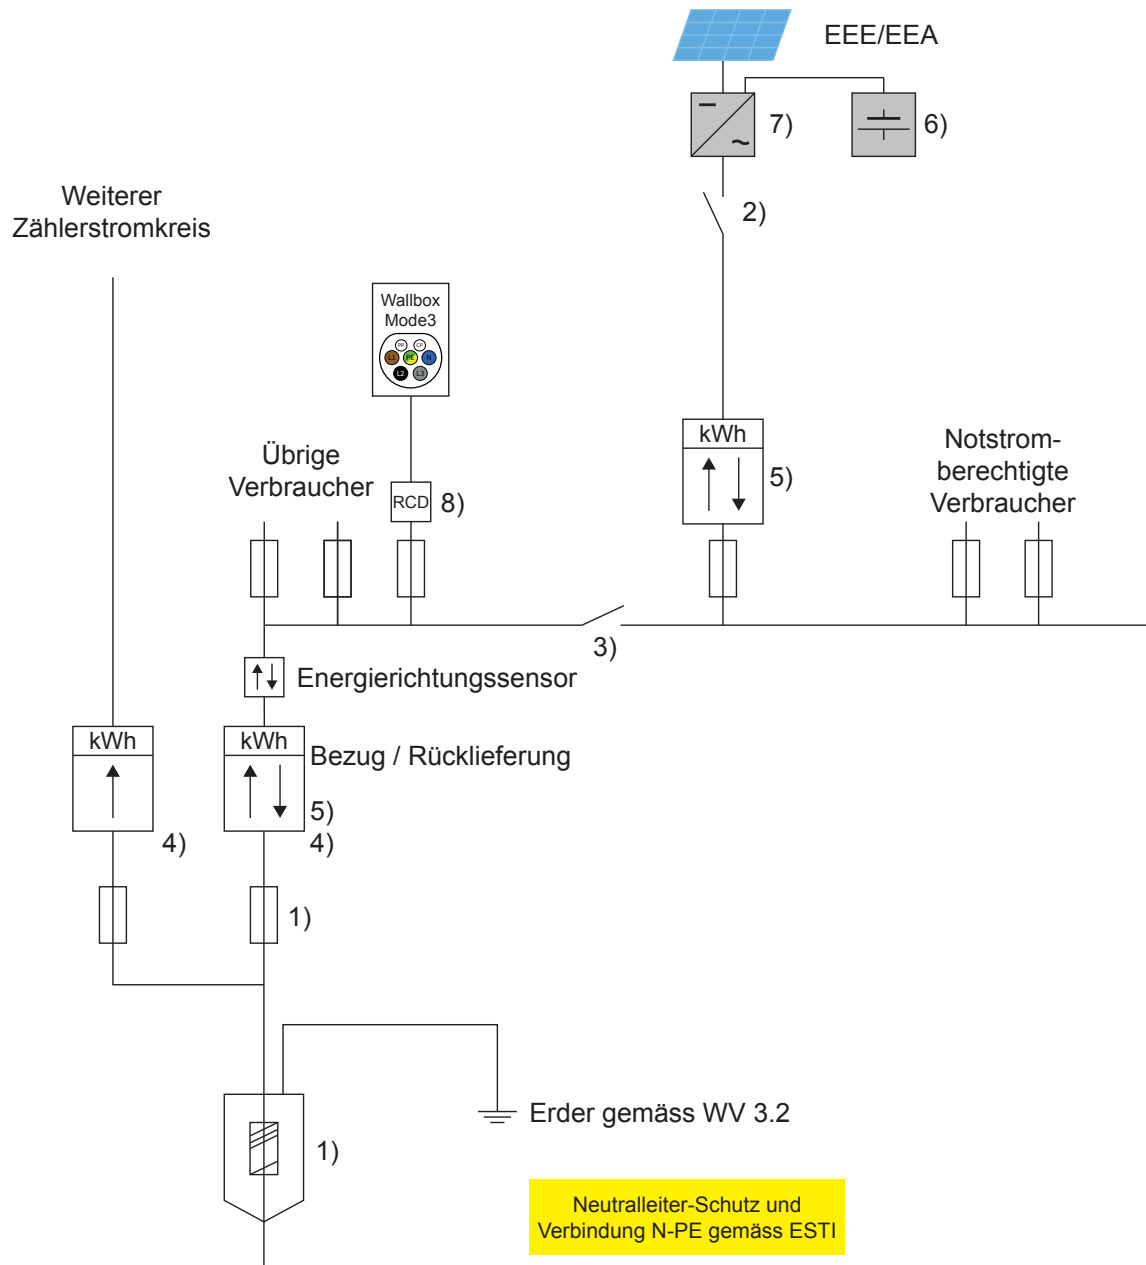 EEE/EEA
7)
6)
2)
Weiterer
Zählerstromkreis
Wallbox
Mode3
PP
CP
L1
PE
N
L2
L3
kWh
5)
Übrige
Verbraucher
RCD
8)
Notstrom-
berechtigte
Verbraucher
3)
Energierichtungssensor
kWh
4)
kWh
Bezug / Rücklieferung
5)
4)
1)
Erder gemäss WV 3.2
1)
Neutralleiter-Schutz und
Verbindung N-PE gemäss ESTI